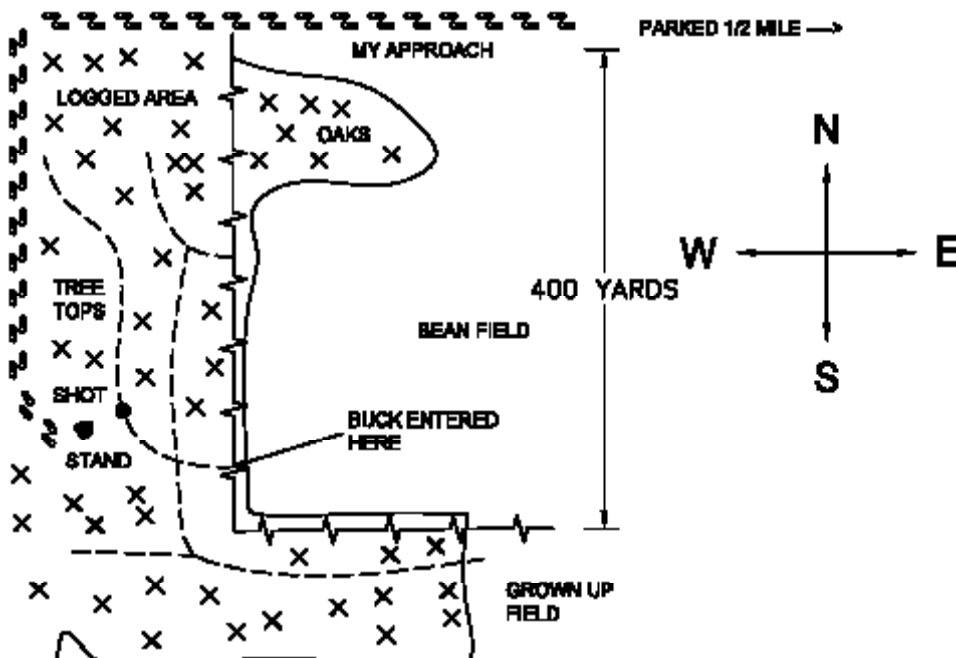 PARKED 1/2 MILE
MY APPROACH
LOGGED AREA
OAKS
N
W
E
S
TREE
TOPS
400 YARDS
BEAN FIELD
SHOT
STAND
BUCK ENTERED
HERE
GROWN UP
FIELD